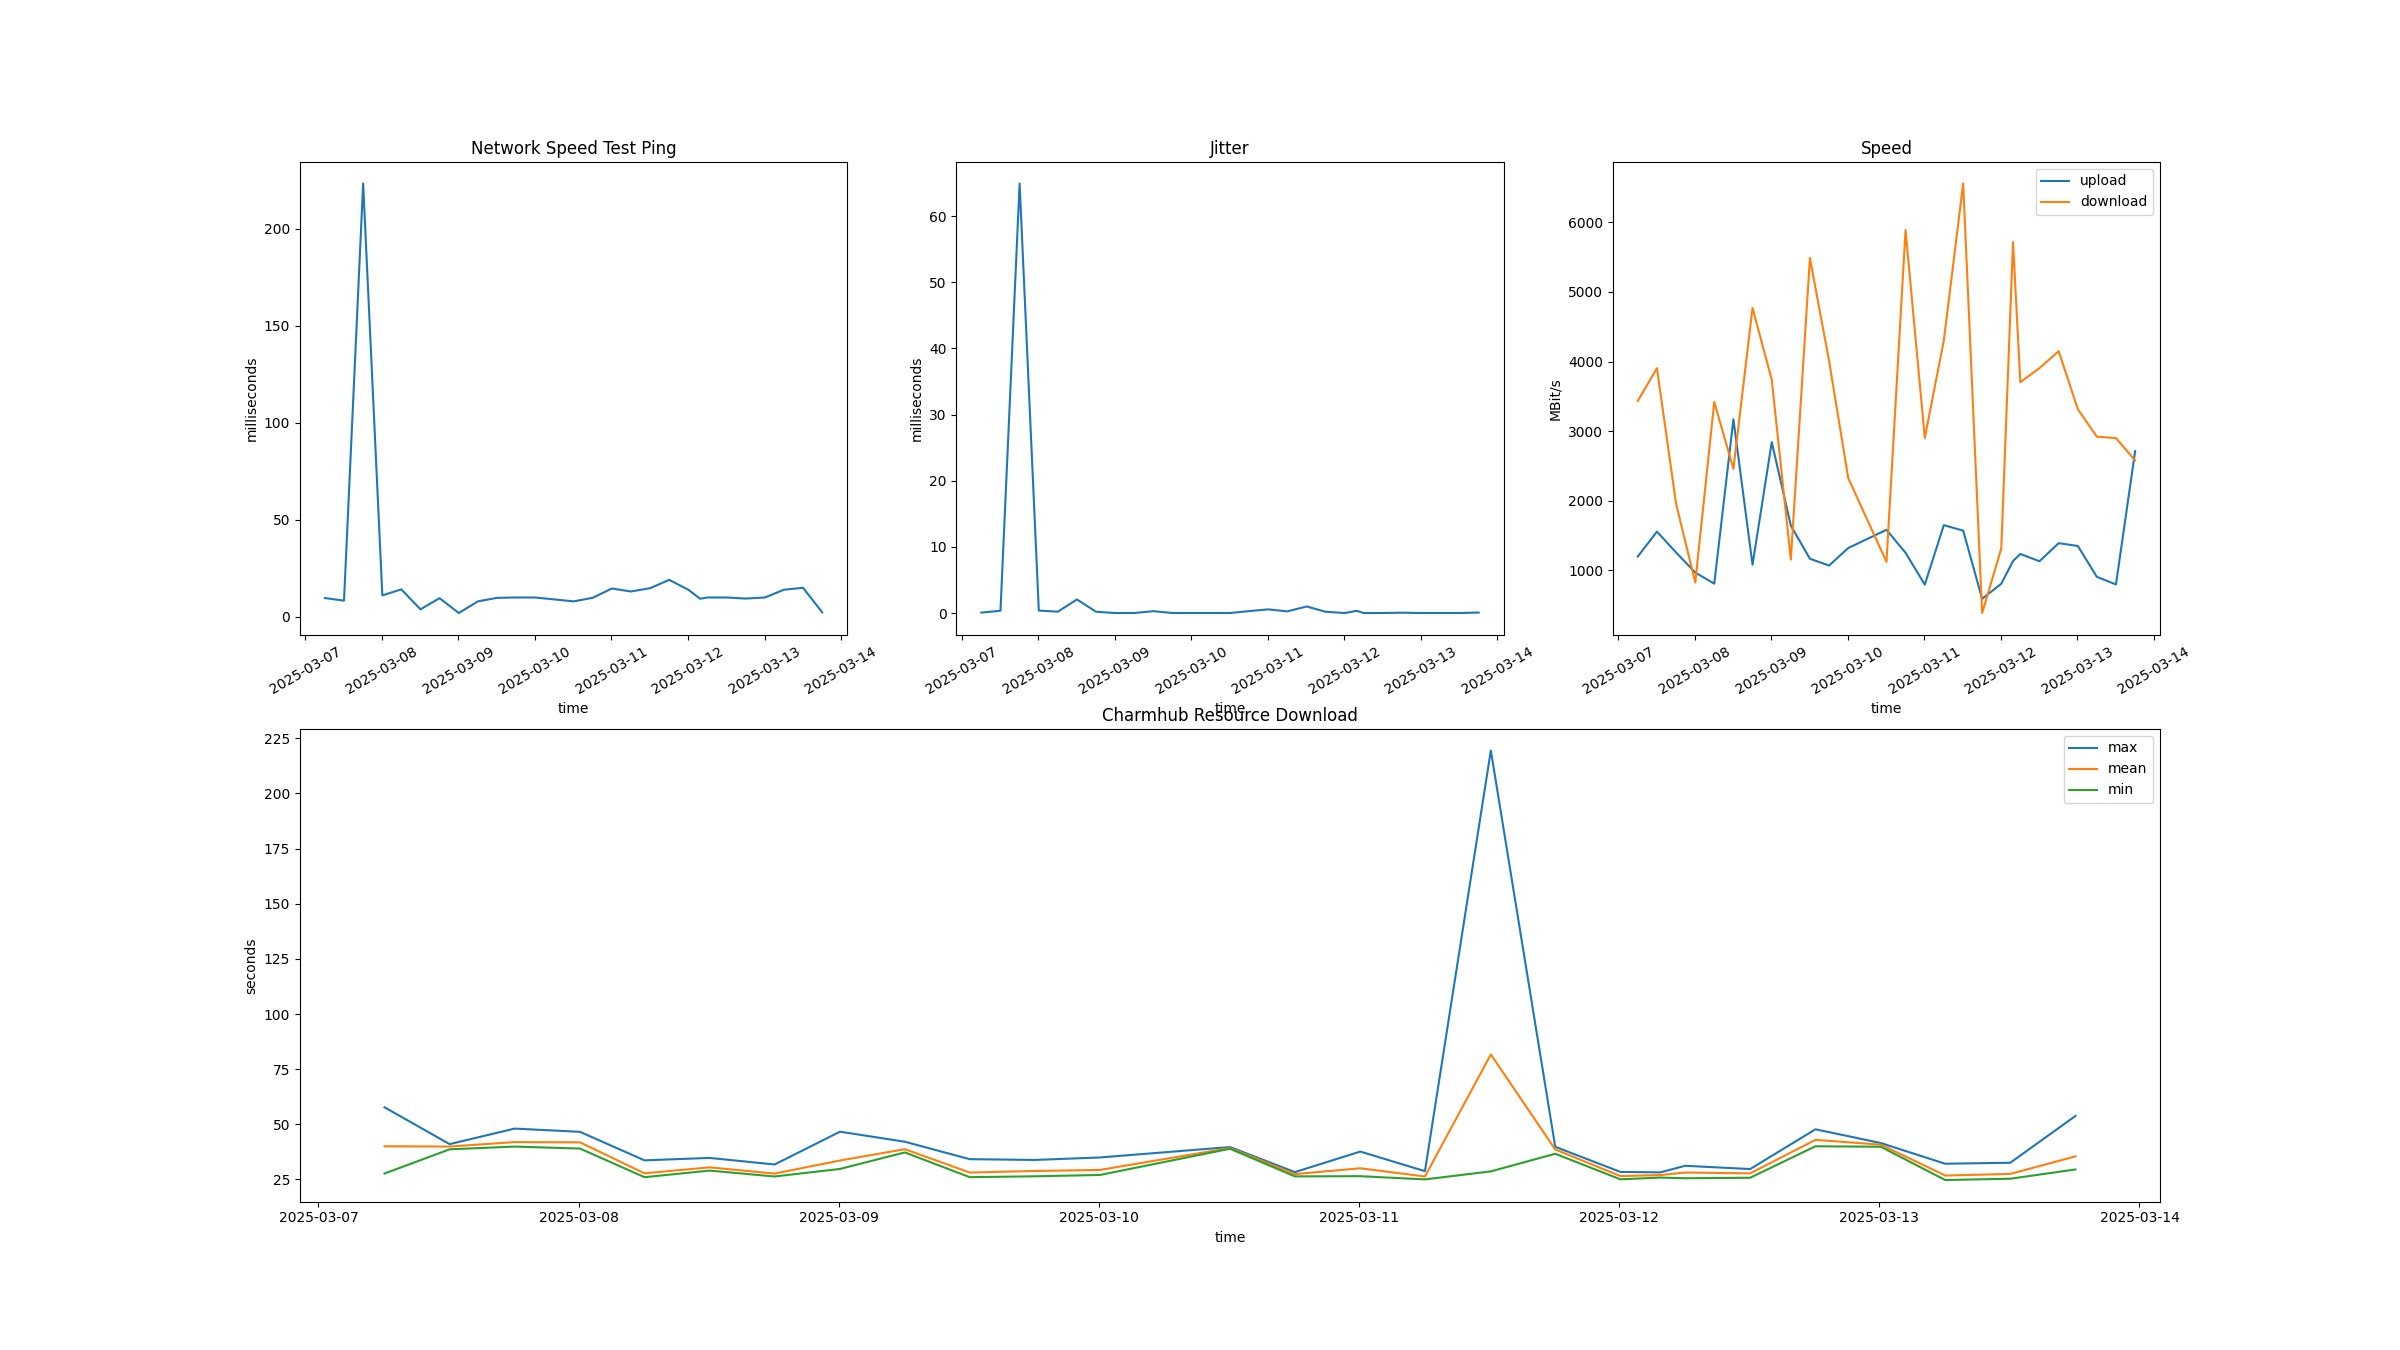 Network Speed Test Ping
milliseconds
200
150
100
50
0
2025-03-07 2025-03-08 2025-03-09 2025-03-10 2025-03-11 2025-03-12 2025-03-13 2025-03-14
time
Jitter
milliseconds
60
50
40
30
20
10
0
2025-03-07 2025-03-08 2025-03-09 2025-03-10 2025-03-11 2025-03-12 2025-03-13 2025-03-14
time
Speed
upload
download
MBit/s
6000
5000
4000
3000
2000
1000
2025-03-07 2025-03-08 2025-03-09 2025-03-10 2025-03-11 2025-03-12 2025-03-13 2025-03-14
time
Charmhub Resource Download
max
mean
min
seconds
225
200
175
150
125
100
75
50
25
2025-03-07 2025-03-08 2025-03-09 2025-03-10 2025-03-11 2025-03-12 2025-03-13 2025-03-14
time